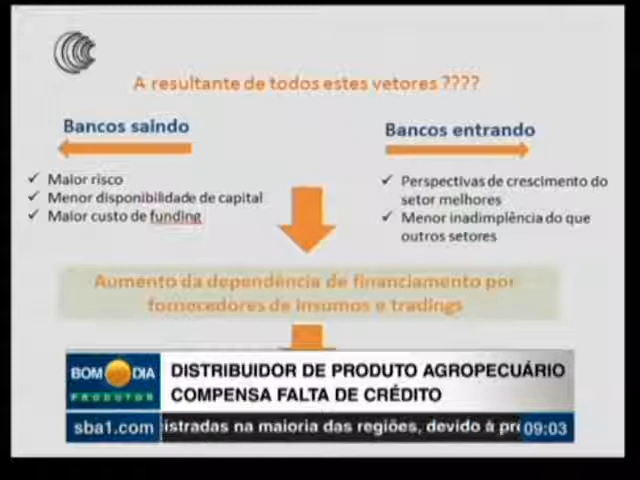 A resultante de todos estes vetores ????
Bancos saindo
Bancos entrando
Maior risco
Menor disponibilidade de capital
Maior custo de funding
Perspectivas de crescimento do
setor melhores
Menor inadimplência do que
outros setores
Aumento da dependência de financiamento por
fornecedores de insumos e tradings
BOM DIA
PRODUTOR
DISTRIBUIDOR DE PRODUTO AGROPECUÁRIO
COMPENSA FALTA DE CRÉDITO
sba1.com
istradas na maioria das regiões, devido à pr
09:03